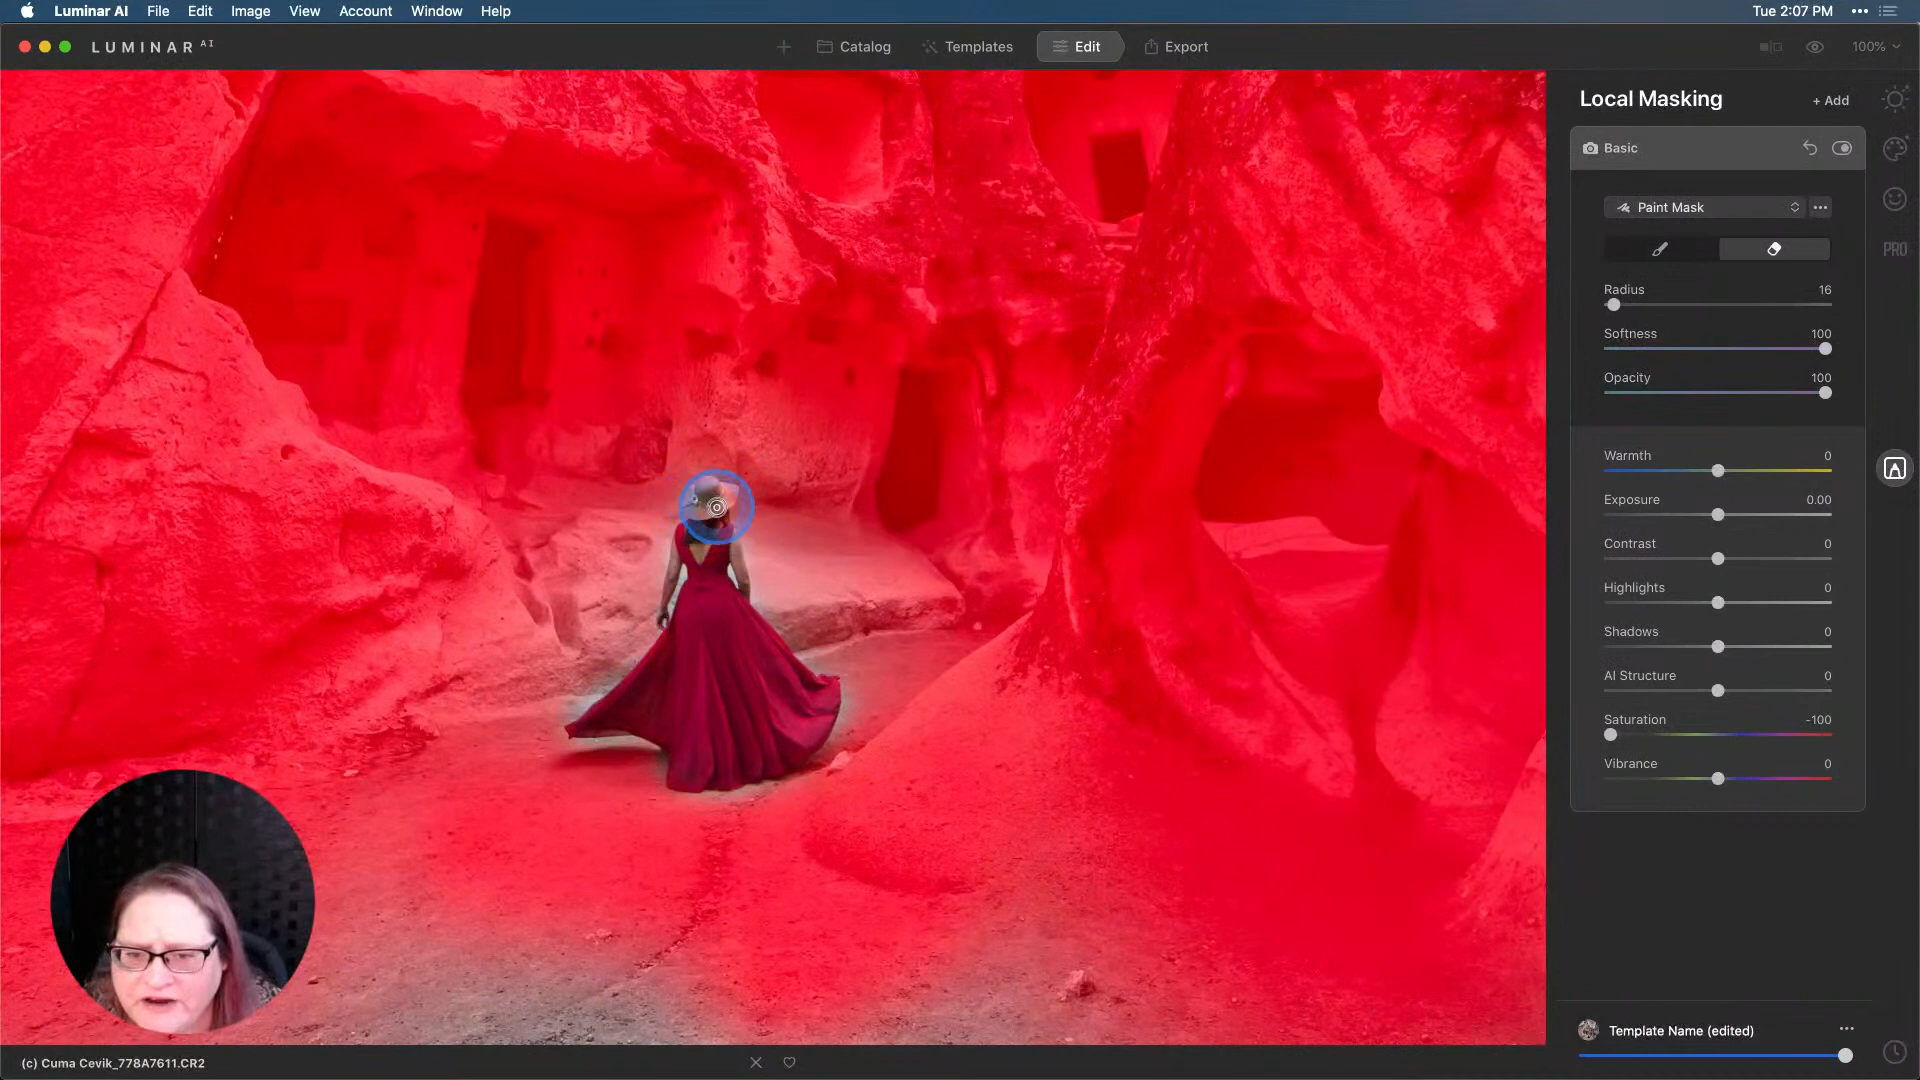 Luminar AI File Edit Image View Account Window Help Tue 2:07 PM
LUMINAR AI Catalog Templates Edit Export 100%
Local Masking + Add
Basic
Paint Mask
PRO
Radius 16
Softness 100
Opacity 100
Warmth 0
Exposure 0.00
Contrast 0
Highlights 0
Shadows 0
AI Structure 0
Saturation -100
Vibrance 0
Template Name (edited)
(c) Cuma Cevik_778A7611.CR2